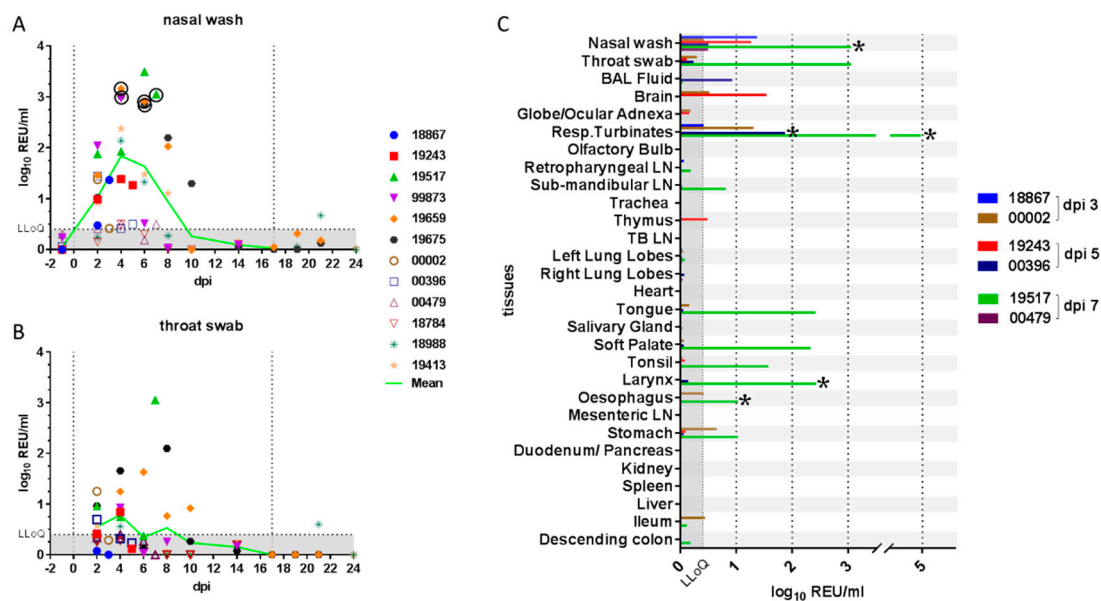 A
nasal wash
log10 REU/ml
4
3
2
1
0
LLoQ
-2 0 2 4 6 8 10 12 14 16 18 20 22 24
dpi
B
throat swab
log10 REU/ml
4
3
2
1
0
LLoQ
-2 0 2 4 6 8 10 12 14 16 18 20 22 24
dpi
18867
19243
19517
99873
19659
19675
00002
00396
00479
18784
18988
19413
Mean
C
tissues
Nasal wash *
Throat swab
BAL Fluid
Brain
Globe/Ocular Adnexa
Resp.Turbinates * *
Olfactory Bulb
Retropharyngeal LN
Sub-mandibular LN
Trachea
Thymus
TB LN
Left Lung Lobes
Right Lung Lobes
Heart
Tongue
Salivary Gland
Soft Palate
Tonsil
Larynx *
Oesophagus *
Mesenteric LN
Stomach
Duodenum/ Pancreas
Kidney
Spleen
Liver
Ileum
Descending colon
0 LLoQ 1 2 3 5
log10 REU/ml
18867
00002
dpi 3
19243
00396
dpi 5
19517
00479
dpi 7